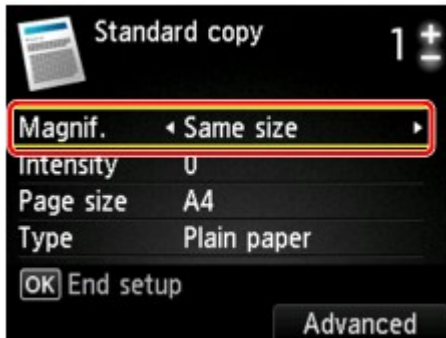 Standard copy 1
Magnif. Same size
Intensity 0
Page size A4
Type Plain paper
OK End setup
Advanced